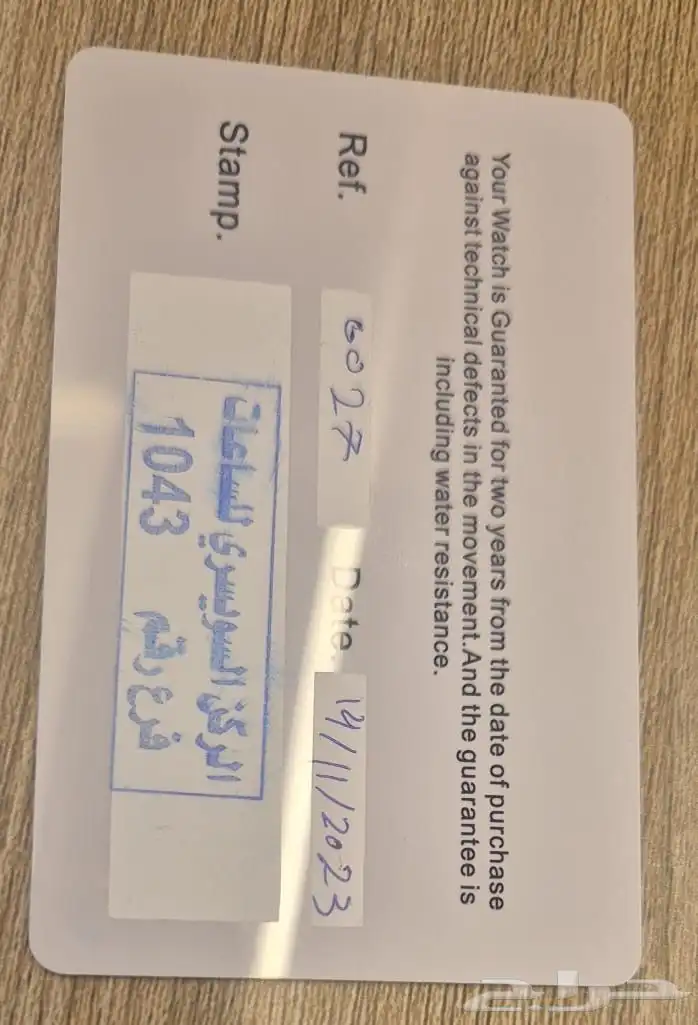 Your Watch is Guaranted for two years from the date of purchase
against technical defects in the movement.And the guarantee is
including water resistance.
Ref. 6027 Date. 14/11/2023
Stamp.
المركز السويسري للساعات
فرع رقم 1043
حراج